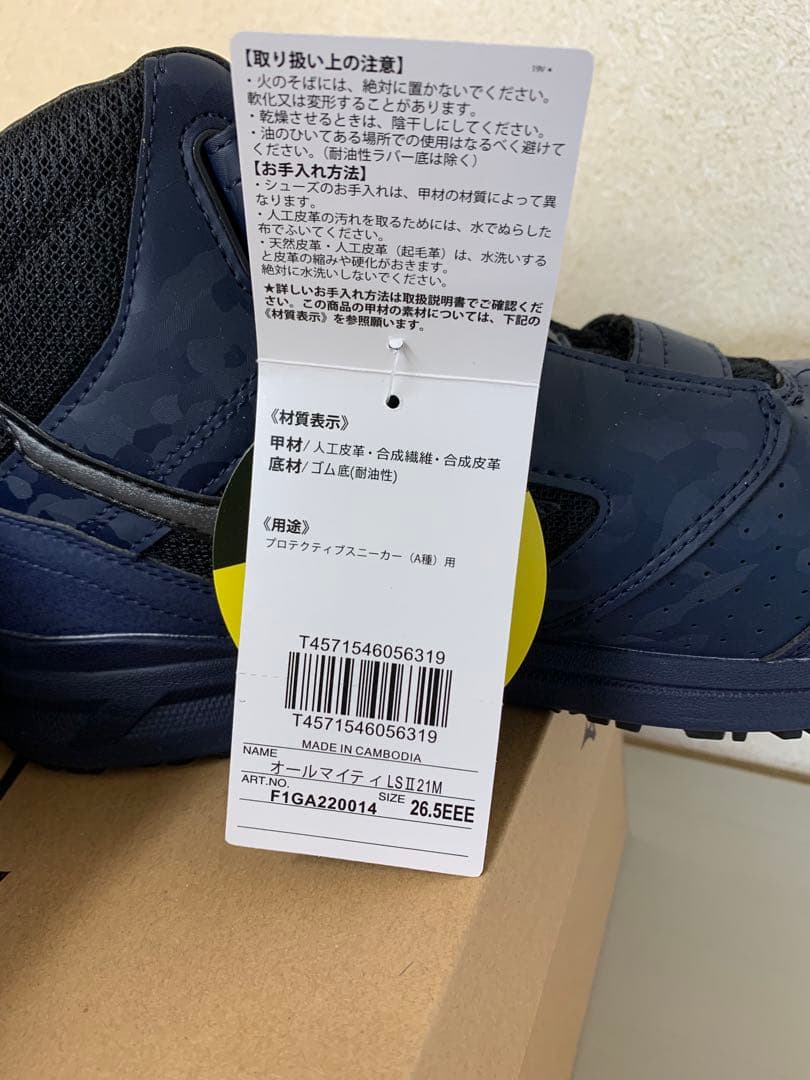 【取り扱い上の注意】
19V★
・火のそばには、絶対に置かないでください。
軟化又は変形することがあります。
・乾燥させるときは、陰干しにしてください。
・油のひいてある場所での使用はなるべく避けて
ください。（耐油性ラバー底は除く）
【お手入れ方法】
・シューズのお手入れは、甲材の材質によって異
なります。
・人工皮革の汚れを取るためには、水でぬらした
布でふいてください。
・天然皮革・人工皮革（起毛革）は、水洗いする
と皮革の縮みや硬化がおきます。
絶対に水洗いしないでください。
★詳しいお手入れ方法は取扱説明書でご確認くだ
さい。この商品の甲材の素材については、下記の
《材質表示》を参照願います。
《材質表示》
甲材/人工皮革・合成繊維・合成皮革
底材/ゴム底(耐油性)
《用途》
プロテクティブスニーカー（A種）用
T4571546056319
T4571546056319
MADE IN CAMBODIA
NAME オールマイティ LSⅡ21M
ART.NO. F1GA220014 SIZE 26.5EEE